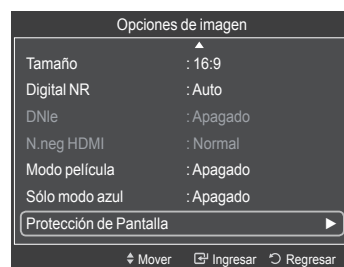 Opciones de imagen
Tamaño : 16:9
Digital NR : Auto
DNIe : Apagado
N.neg HDMI : Normal
Modo película : Apagado
Sólo modo azul : Apagado
Protección de Pantalla
Mover Ingresar Regresar